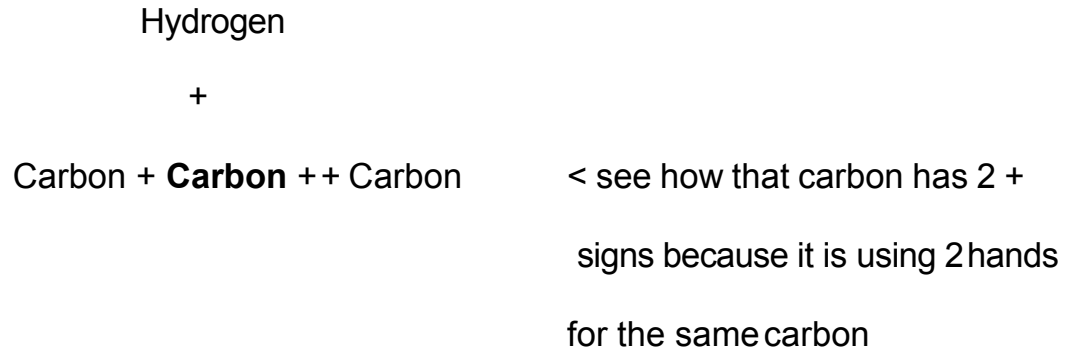 Hydrogen
+
Carbon + Carbon ++ Carbon
< see how that carbon has 2 +
signs because it is using 2 hands
for the same carbon